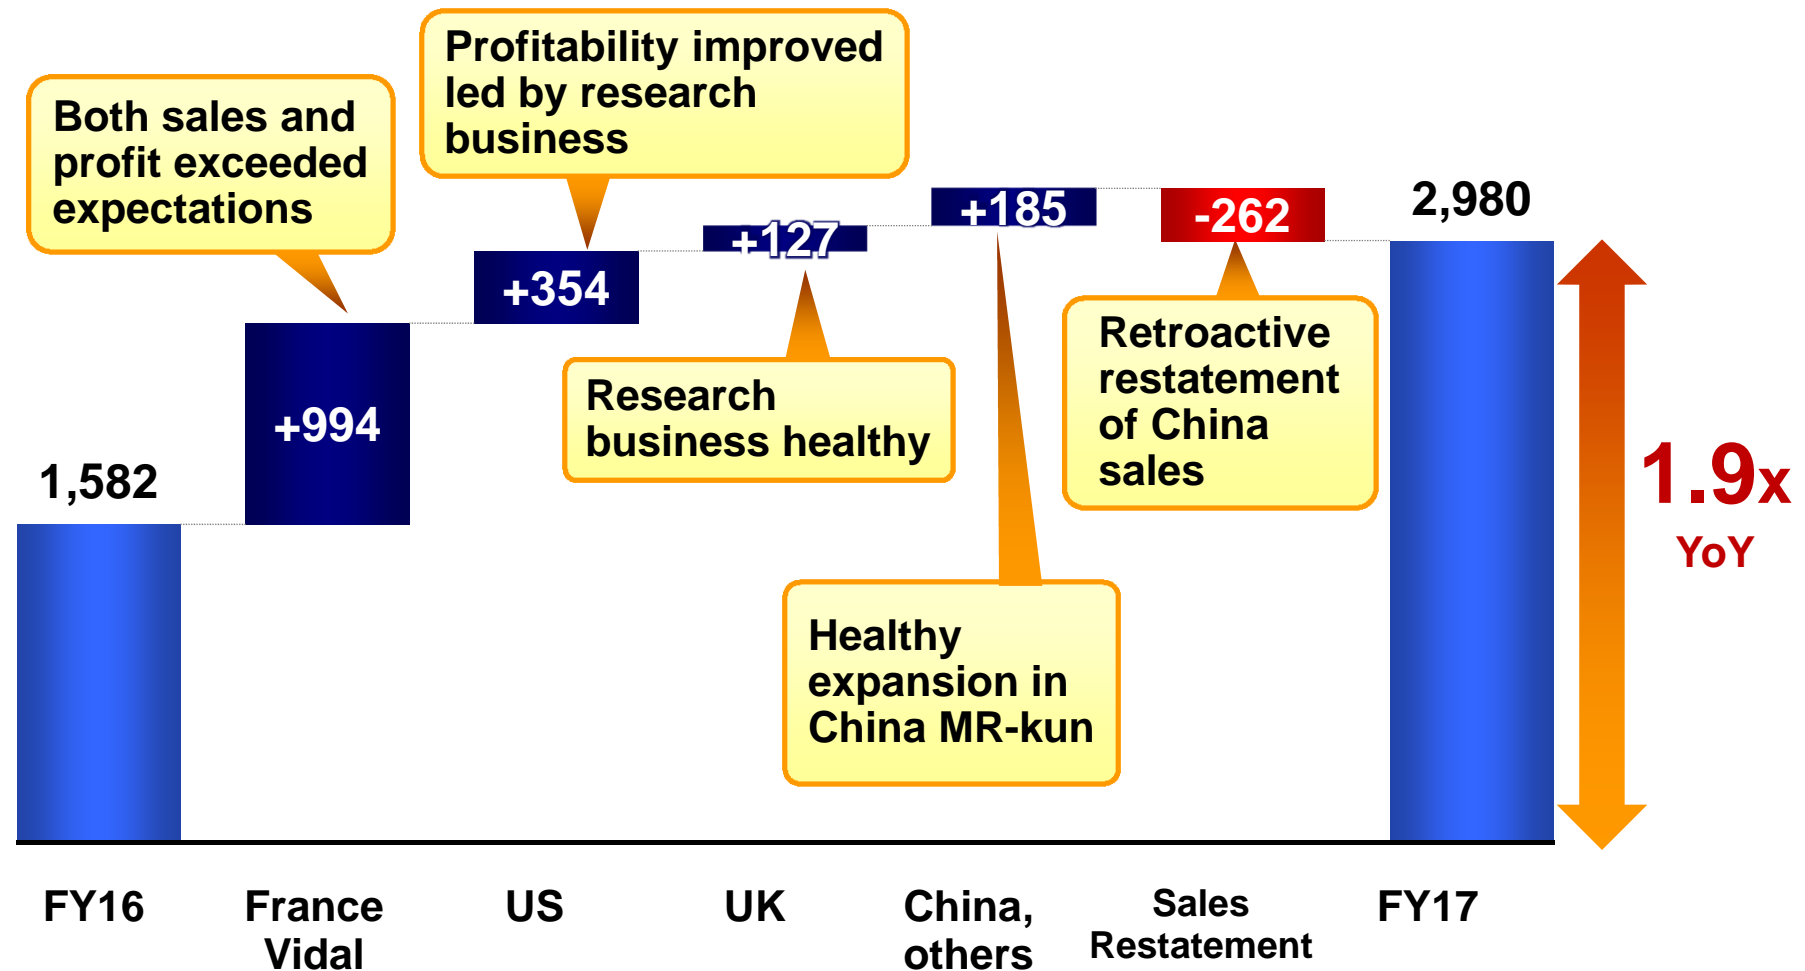 Profitability improved
led by research
business
Both sales and
profit exceeded
expectations
1,582
+994
+354
+127
+185
-262
2,980
Research
business healthy
Retroactive
restatement
of China
sales
Healthy
expansion in
China MR-kun
1.9x
YoY
FY16
France
Vidal
US
UK
China,
others
Sales
Restatement
FY17